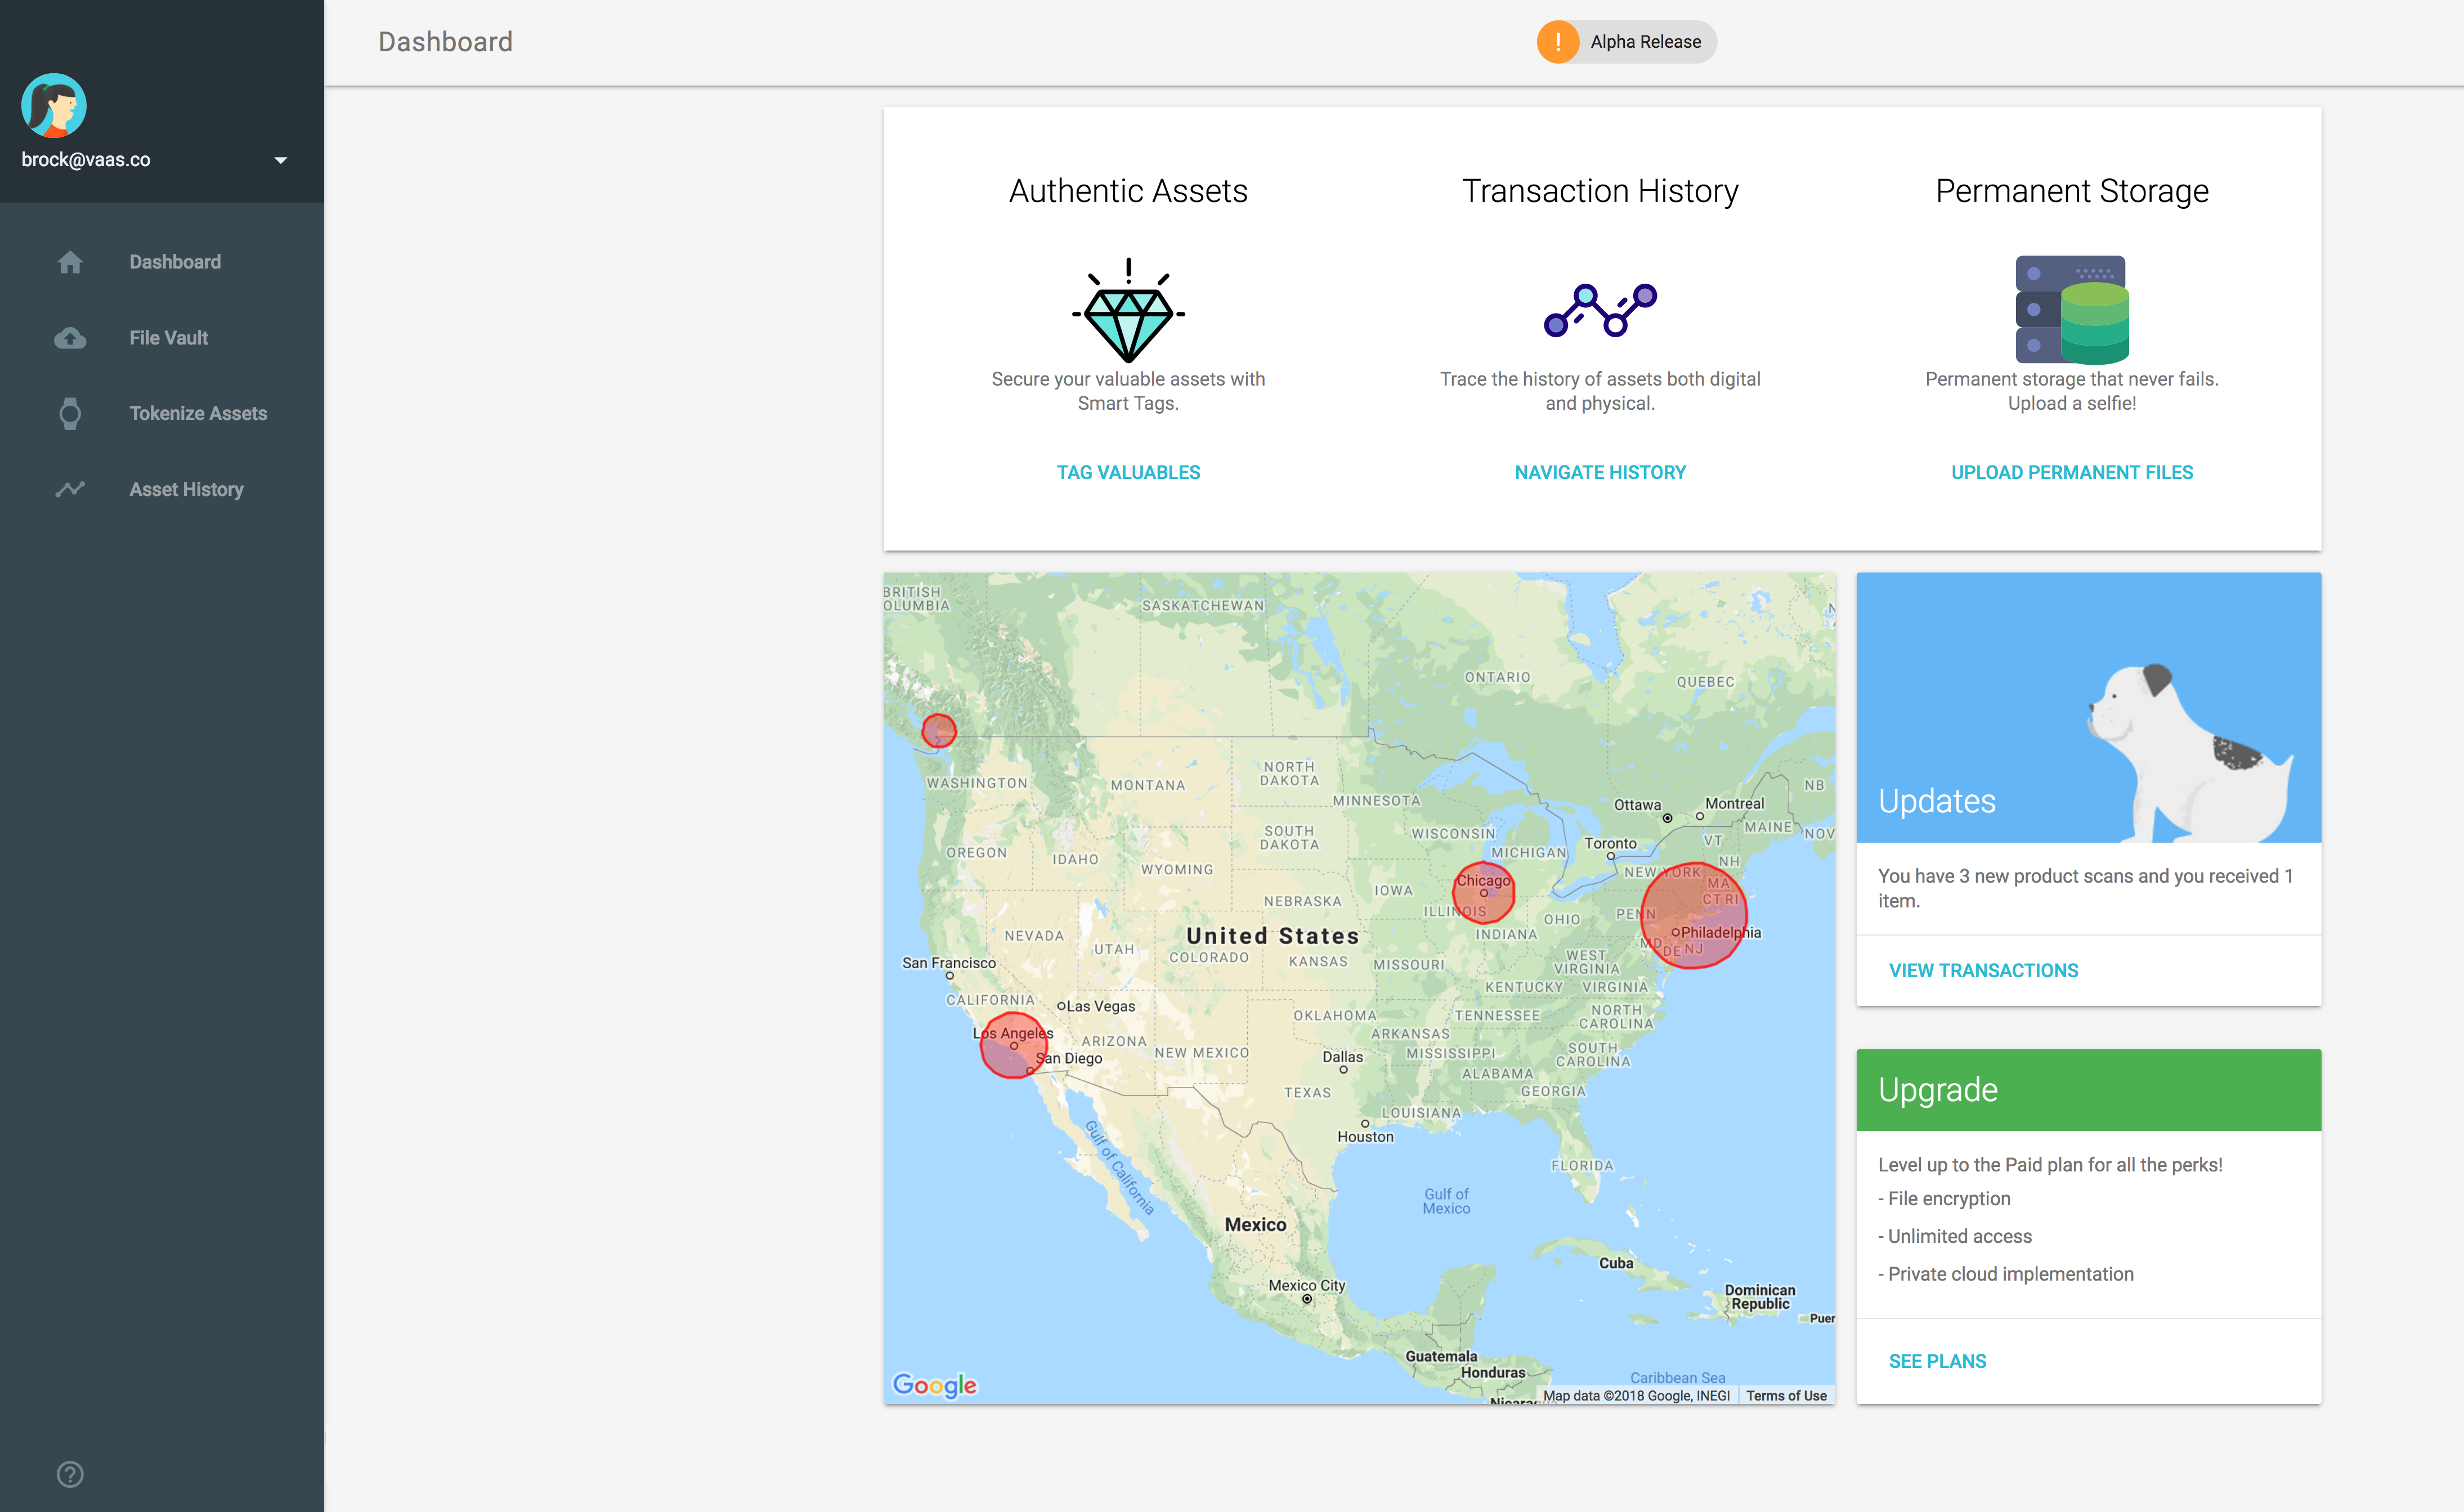 Dashboard
! Alpha Release
brock@vaas.co
Dashboard
File Vault
Tokenize Assets
Asset History
?
Authentic Assets
Secure your valuable assets with
Smart Tags.
TAG VALUABLES
Transaction History
Trace the history of assets both digital
and physical.
NAVIGATE HISTORY
Permanent Storage
Permanent storage that never fails.
Upload a selfie!
UPLOAD PERMANENT FILES
BRITISH
OLUMBIA
SASKATCHEWAN
ONTARIO
QUEBEC
WASHINGTON
MONTANA
NORTH
DAKOTA
MINNESOTA
Ottawa
Montreal
NB
MAINE
NOV
SOUTH
DAKOTA
WISCONSIN
MICHIGAN
Toronto
VT
NH
OREGON
IDAHO
WYOMING
IOWA
Chicago
NEW YORK
MA
CT RI
NEBRASKA
ILLINOIS
OHIO
PENN
INDIANA
Philadelphia
MD
DE NJ
NEVADA
UTAH
United States
COLORADO
KANSAS
MISSOURI
WEST
VIRGINIA
San Francisco
KENTUCKY
VIRGINIA
CALIFORNIA
Las Vegas
OKLAHOMA
TENNESSEE
NORTH
CAROLINA
ARKANSAS
Los Angeles
ARIZONA
NEW MEXICO
San Diego
Dallas
MISSISSIPPI
SOUTH
CAROLINA
ALABAMA
TEXAS
GEORGIA
LOUISIANA
Houston
Gulf of California
FLORIDA
Gulf of
Mexico
Mexico
Cuba
Mexico City
Dominican
Republic
Puer
Guatemala
Honduras
Caribbean Sea
Google
Map data ©2018 Google, INEGI
Terms of Use
Updates
You have 3 new product scans and you received 1
item.
VIEW TRANSACTIONS
Upgrade
Level up to the Paid plan for all the perks!
- File encryption
- Unlimited access
- Private cloud implementation
SEE PLANS